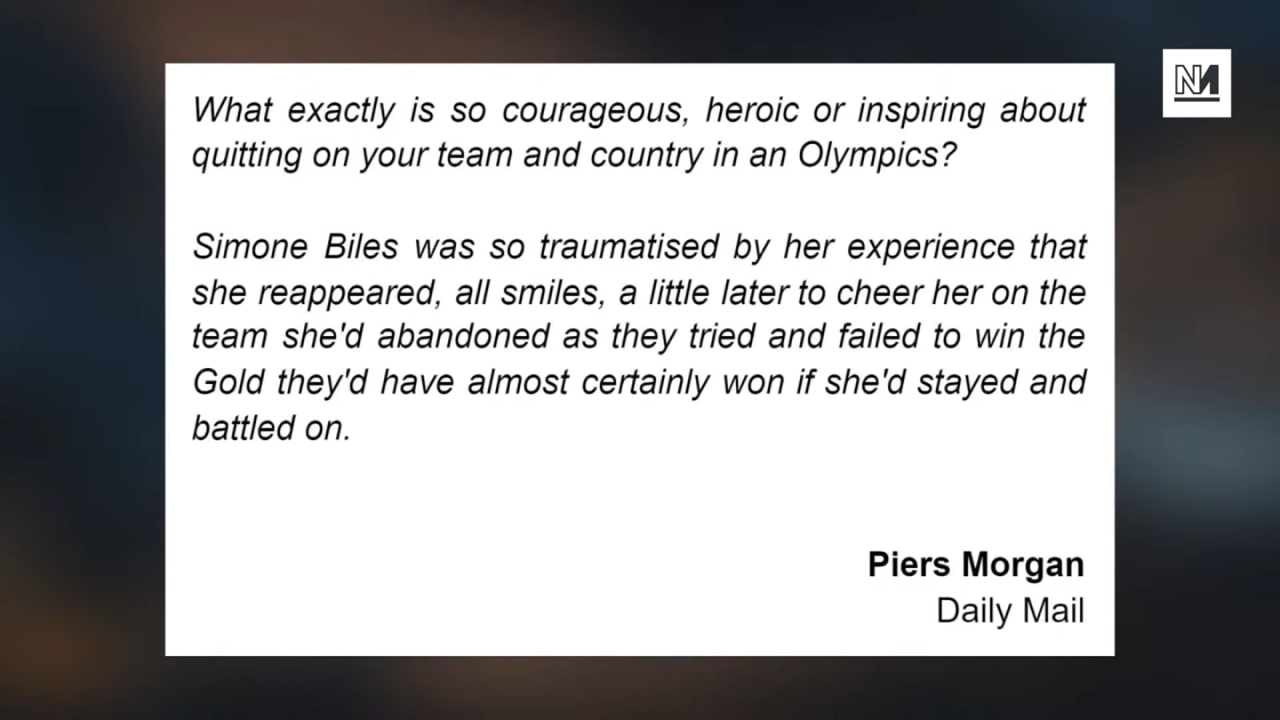 NM
What exactly is so courageous, heroic or inspiring about
quitting on your team and country in an Olympics?
Simone Biles was so traumatised by her experience that
she reappeared, all smiles, a little later to cheer her on the
team she'd abandoned as they tried and failed to win the
Gold they'd have almost certainly won if she'd stayed and
battled on.
Piers Morgan
Daily Mail